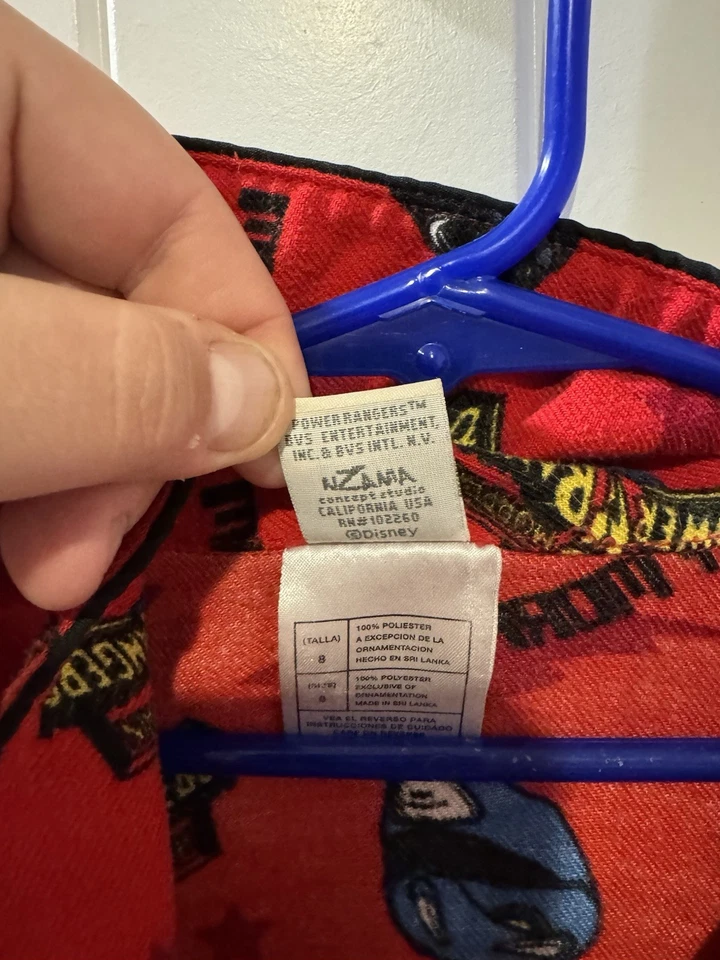 POWER RANGERS™
BVS ENTERTAINMENT,
INC. & BVS INTL. N.V.
NZAMA
concept studio
CALIFORNIA USA
RN#102260
©Disney
(TALLA)
8
100% POLIESTER
A EXCEPCION DE LA
ORNAMENTACION
HECHO EN SRI LANKA
(SIZE)
8
100% POLYESTER
EXCLUSIVE OF
ORNAMENTATION
MADE IN SRI LANKA
VEA EL REVERSO PARA
INSTRUCCIONES DE CUIDADO